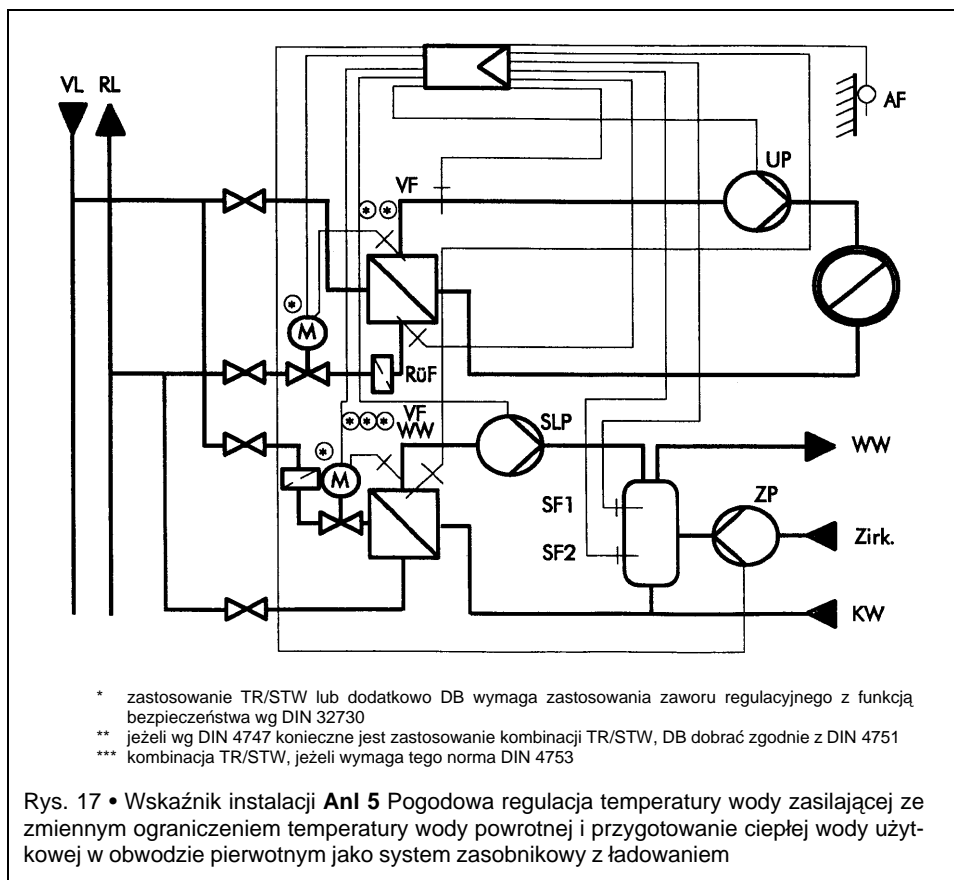 VL RL
AF
UP
VF
* *
*
M
RüF
* * *
VF
WW
SLP
*
M
WW
SF1
ZP
Zirk.
SF2
KW
* zastosowanie TR/STW lub dodatkowo DB wymaga zastosowania zaworu regulacyjnego z funkcją
bezpieczeństwa wg DIN 32730
** jeżeli wg DIN 4747 konieczne jest zastosowanie kombinacji TR/STW, DB dobrać zgodnie z DIN 4751
*** kombinacja TR/STW, jeżeli wymaga tego norma DIN 4753
Rys. 17 • Wskaźnik instalacji Anl 5 Pogodowa regulacja temperatury wody zasilającej ze
zmiennym ograniczeniem temperatury wody powrotnej i przygotowanie ciepłej wody użyt-
kowej w obwodzie pierwotnym jako system zasobnikowy z ładowaniem